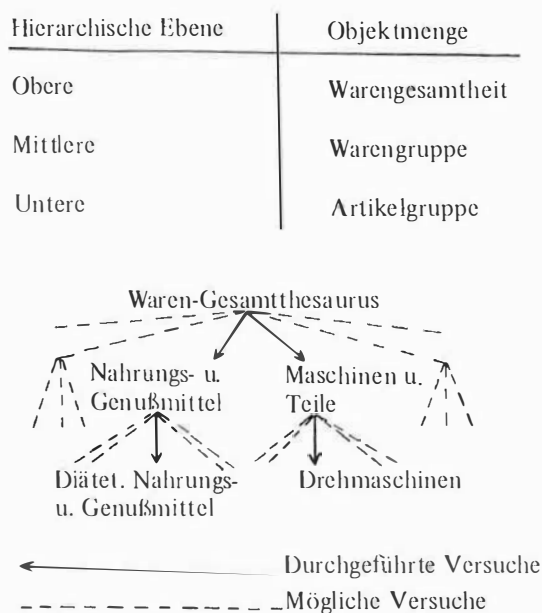 Hierarchische Ebene Objektmenge
Obere Warengesamtheit
Mittlere Warengruppe
Untere Artikelgruppe
Waren-Gesamtthesaurus
Nahrungs- u. Maschinen u.
Genußmittel Teile
Diätet. Nahrungs- Drehmaschinen
u. Genußmittel
Durchgeführte Versuche
Mögliche Versuche